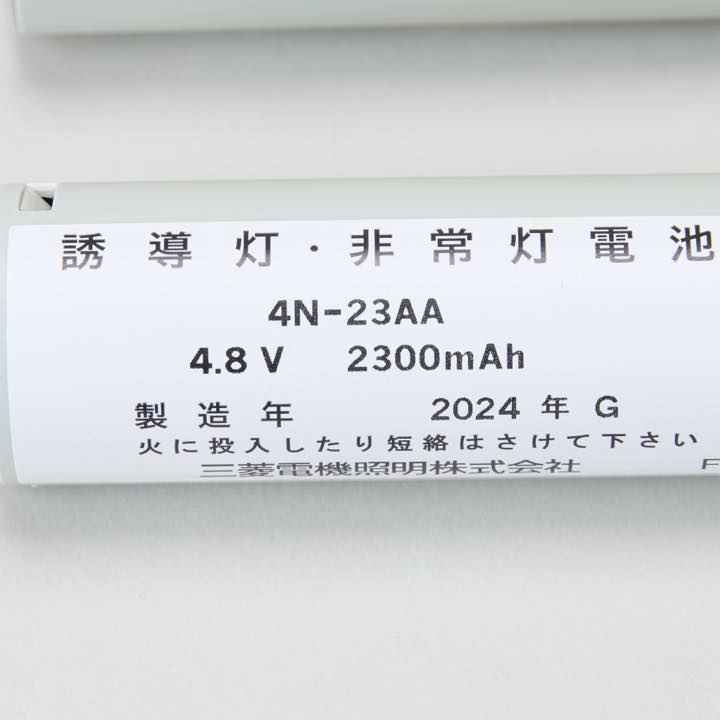 誘導灯・非常灯電池
4N-23AA
4.8V 2300mAh
製造年 2024年G
火に投入したり短絡はさけて下さい
三菱電機照明株式会社 F